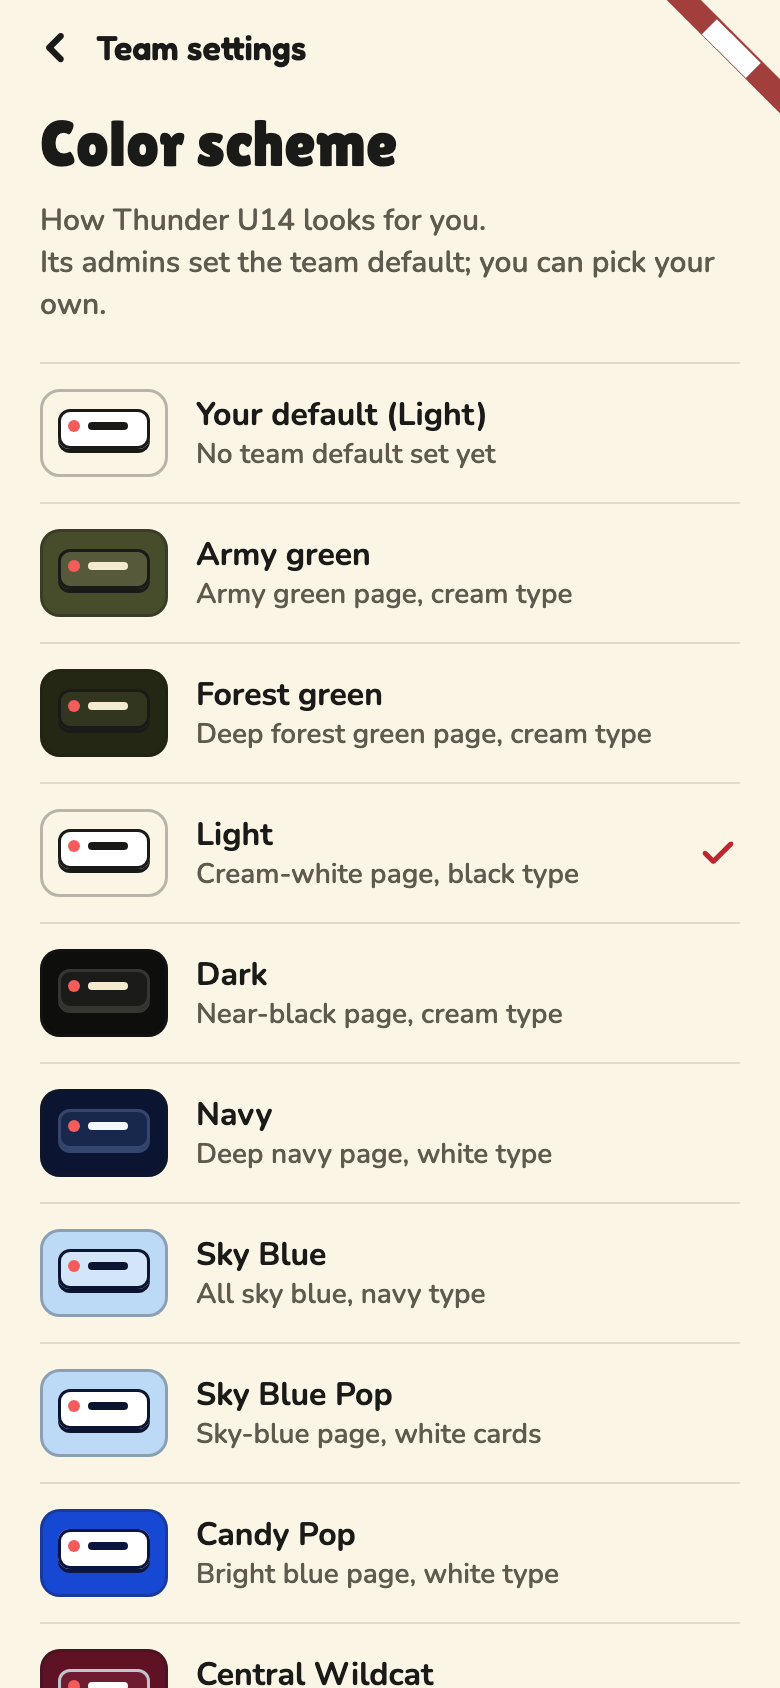 Team settings
Color scheme
How Thunder U14 looks for you.
Its admins set the team default; you can pick your
own.
Your default (Light)
No team default set yet
Army green
Army green page, cream type
Forest green
Deep forest green page, cream type
Light
Cream-white page, black type
Dark
Near-black page, cream type
Navy
Deep navy page, white type
Sky Blue
All sky blue, navy type
Sky Blue Pop
Sky-blue page, white cards
Candy Pop
Bright blue page, white type
Central Wildcat